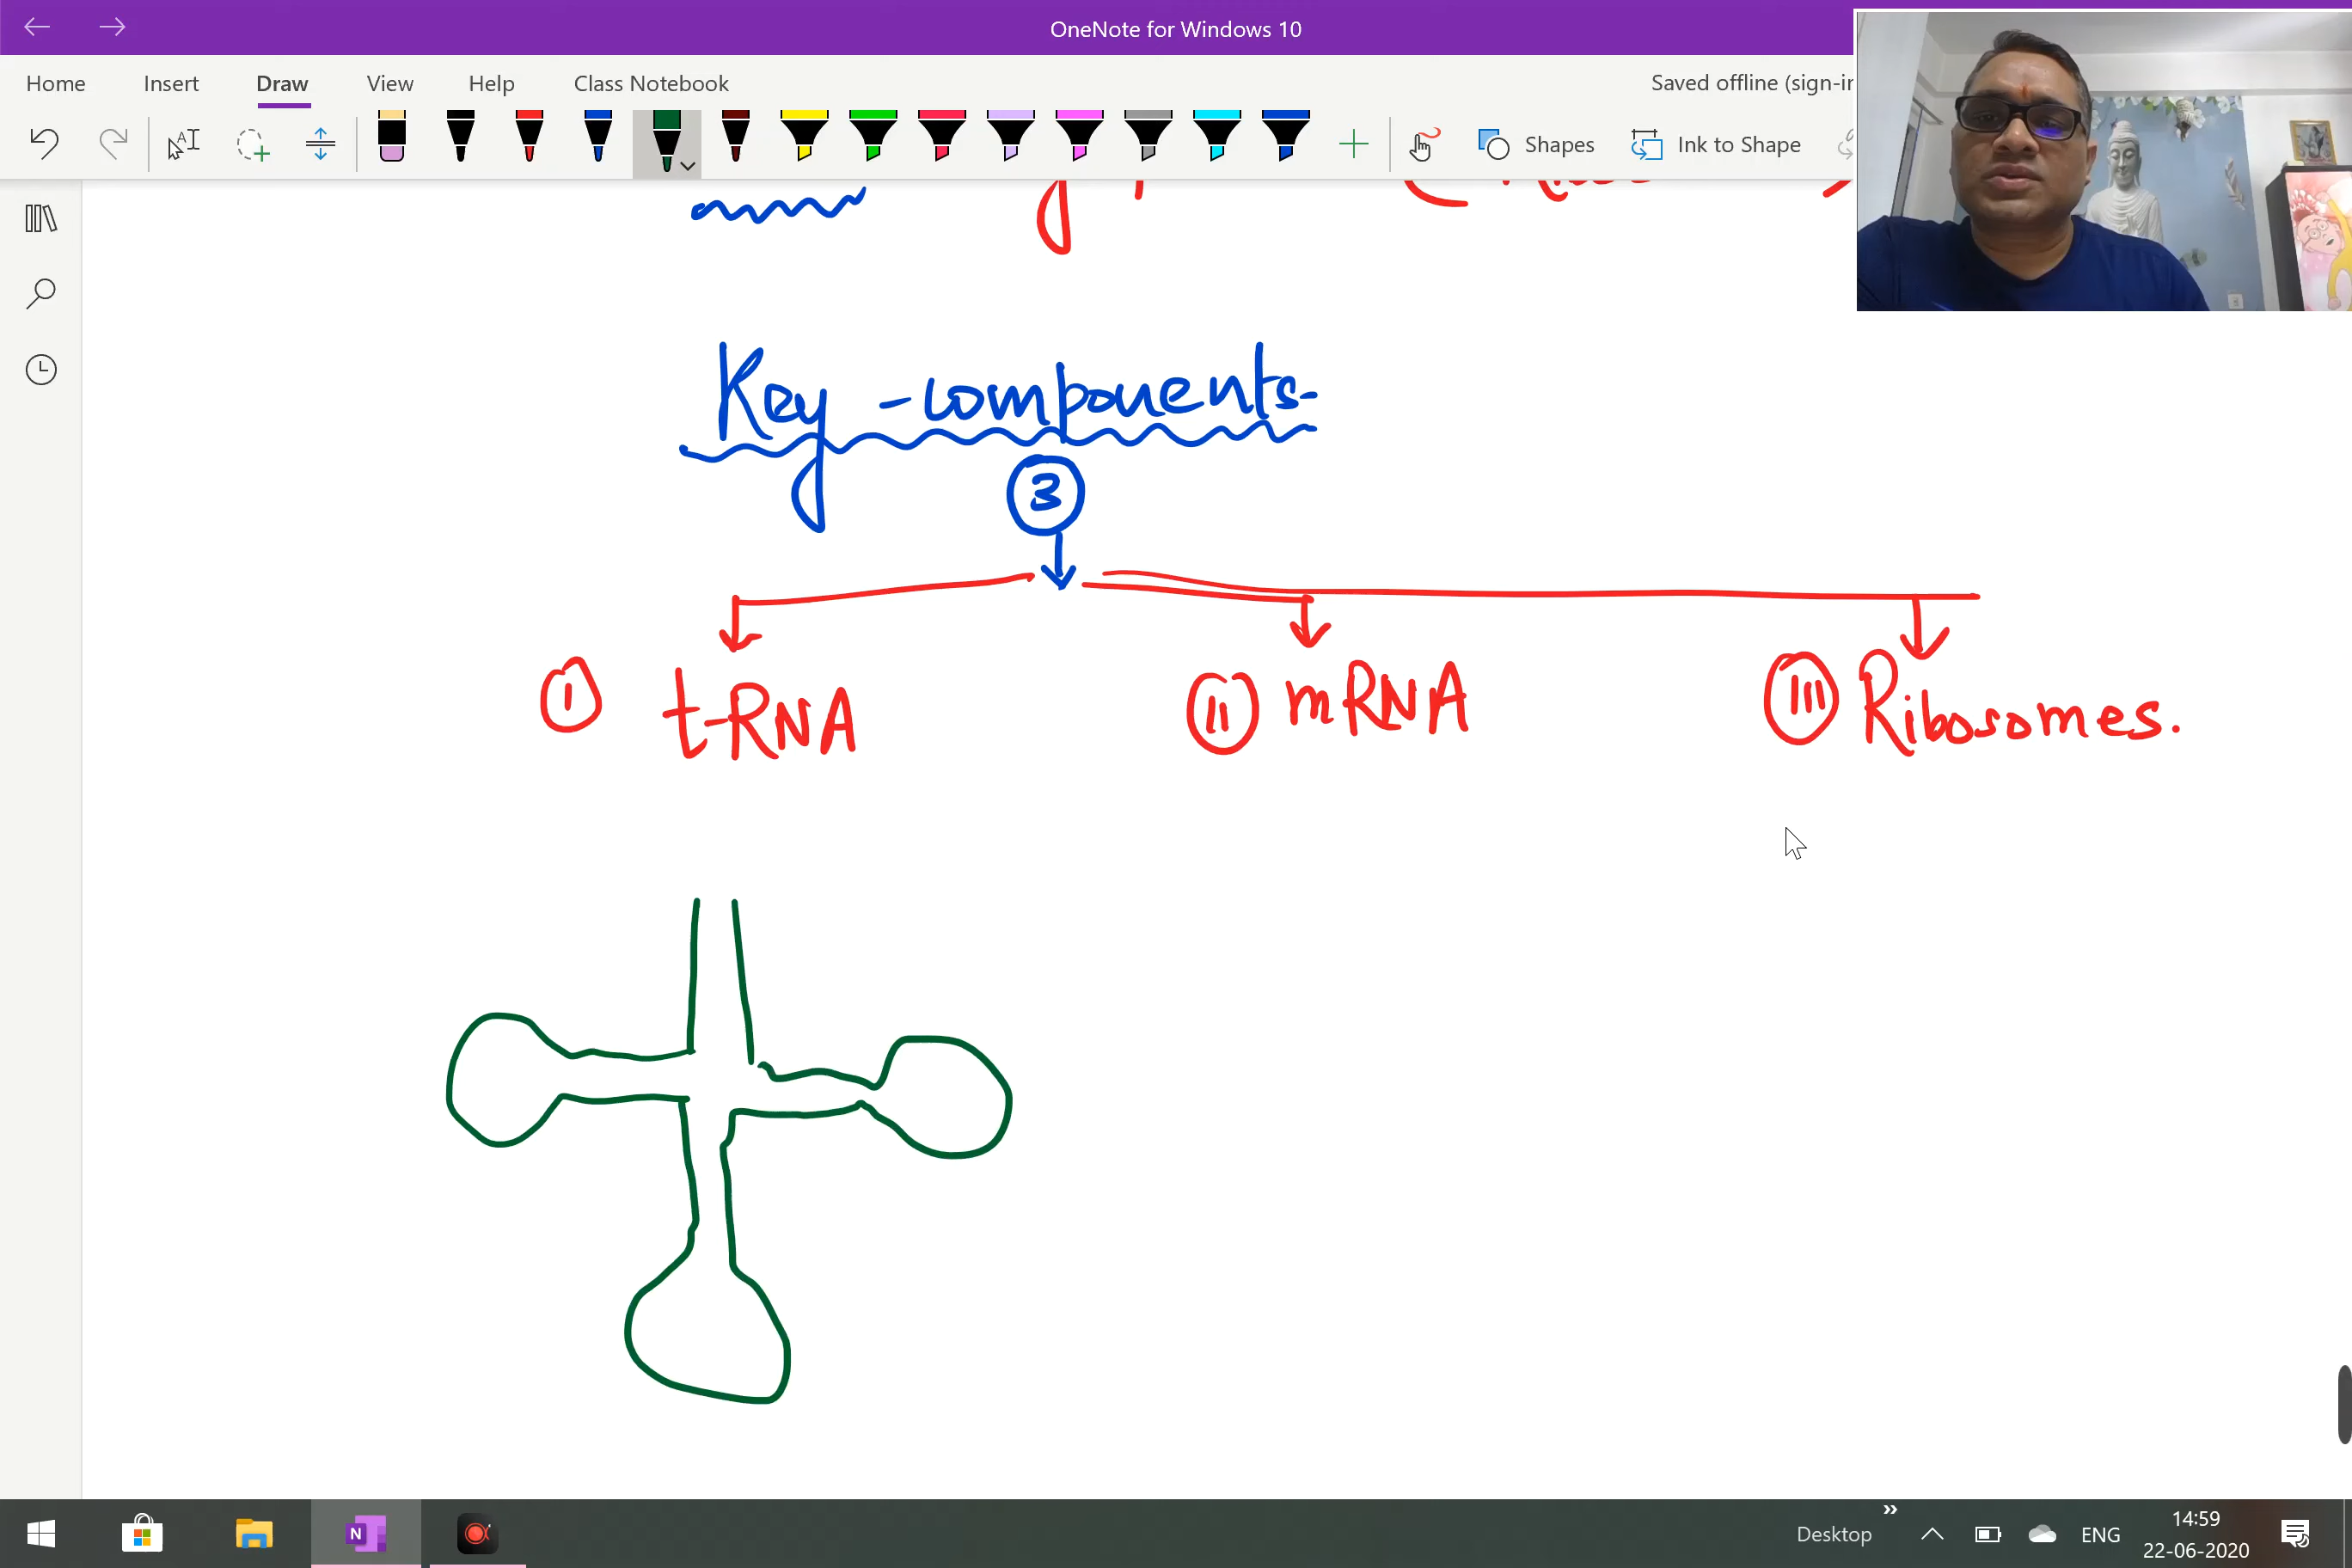 OneNote for Windows 10
Home Insert Draw View Help Class Notebook Saved offline (sign-in
Shapes Ink to Shape
Key - components-
3
I t-RNA II mRNA III Ribosomes.
Desktop ENG 14:59
22-06-2020